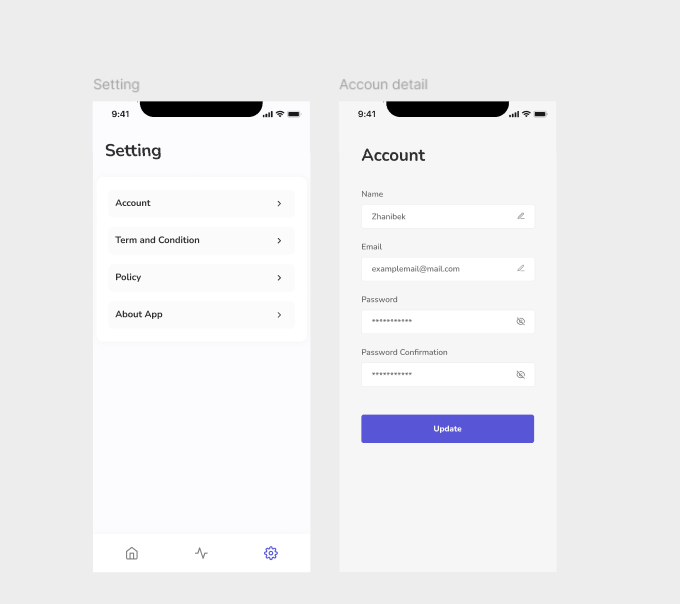 Setting
9:41
Setting
Account
Term and Condition
Policy
About App
Accoun detail
9:41
Account
Name
Zhanibek
Email
examplemail@mail.com
Password
***********
Password Confirmation
***********
Update